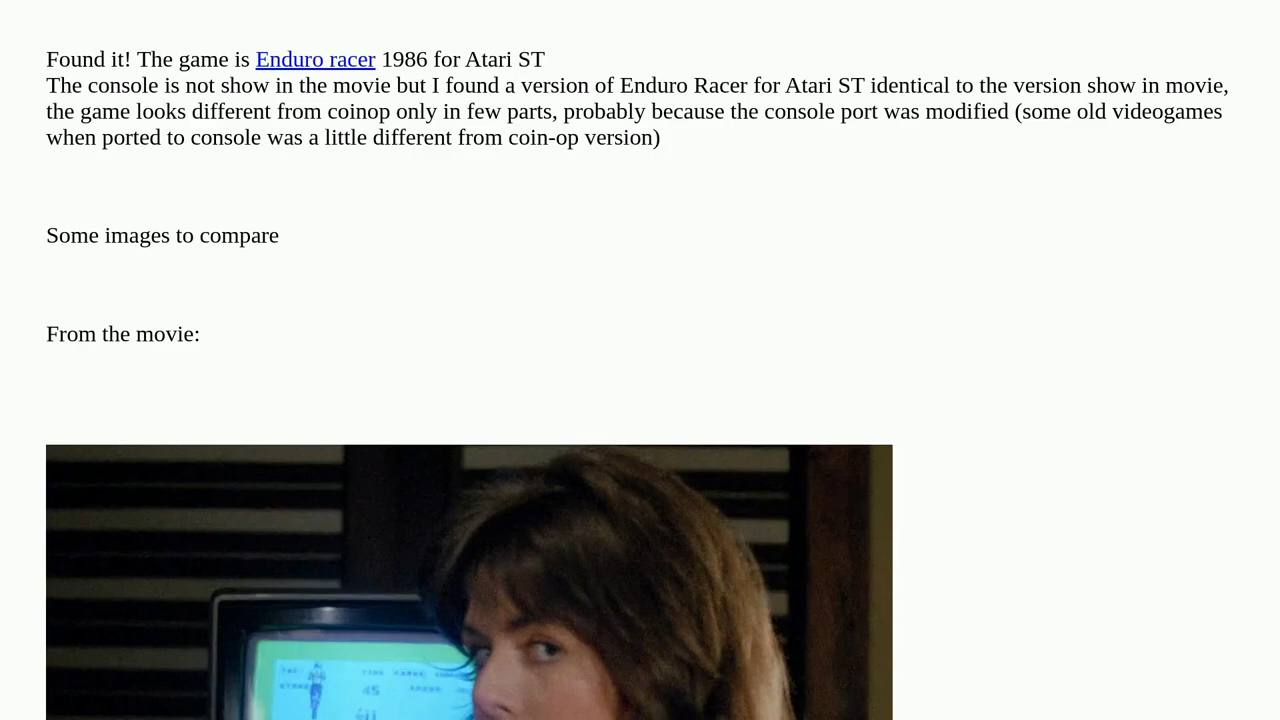 Found it! The game is Enduro racer 1986 for Atari ST
The console is not show in the movie but I found a version of Enduro Racer for Atari ST identical to the version show in movie,
the game looks different from coinop only in few parts, probably because the console port was modified (some old videogames
when ported to console was a little different from coin-op version)
Some images to compare
From the movie:
45